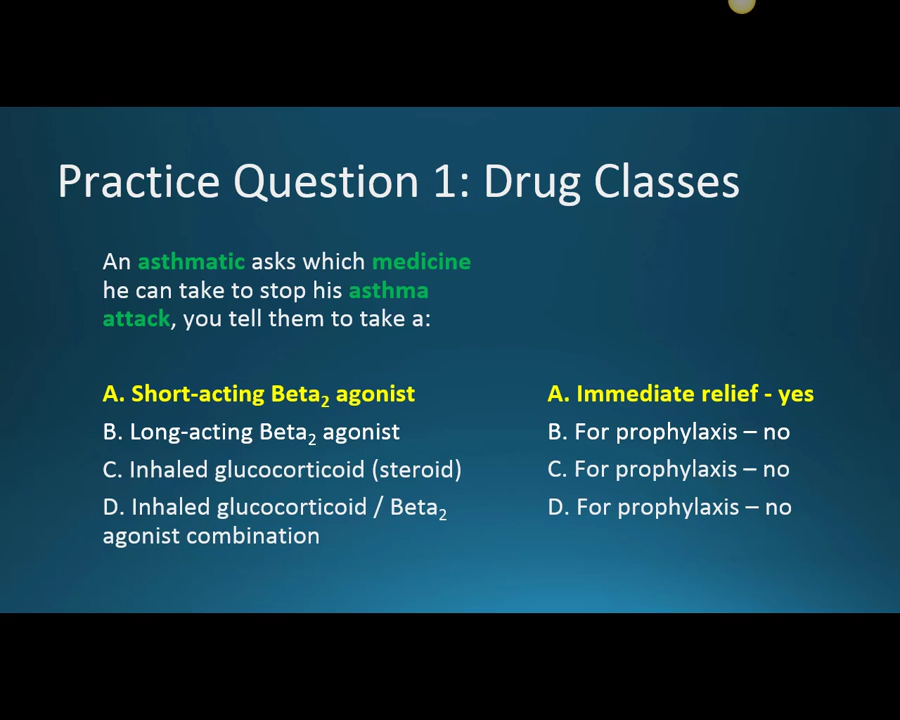 Practice Question 1: Drug Classes
An asthmatic asks which medicine
he can take to stop his asthma
attack, you tell them to take a:
A. Short-acting Beta₂ agonist
B. Long-acting Beta₂ agonist
C. Inhaled glucocorticoid (steroid)
D. Inhaled glucocorticoid / Beta₂
agonist combination
A. Immediate relief - yes
B. For prophylaxis – no
C. For prophylaxis – no
D. For prophylaxis – no